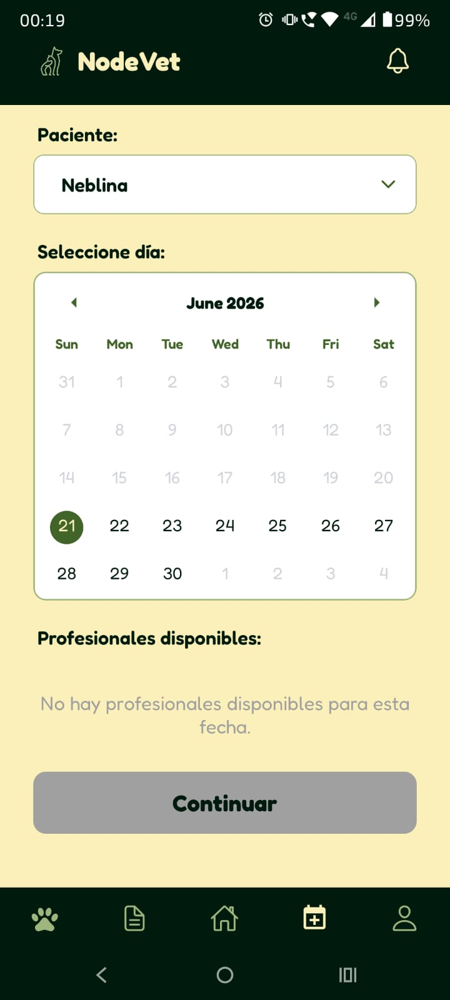 00:19 4G 99%
NodeVet
Paciente:
Neblina
Seleccione día:
June 2026
Sun Mon Tue Wed Thu Fri Sat
31 1 2 3 4 5 6
7 8 9 10 11 12 13
14 15 16 17 18 19 20
21 22 23 24 25 26 27
28 29 30 1 2 3 4
Profesionales disponibles:
No hay profesionales disponibles para esta
fecha.
Continuar